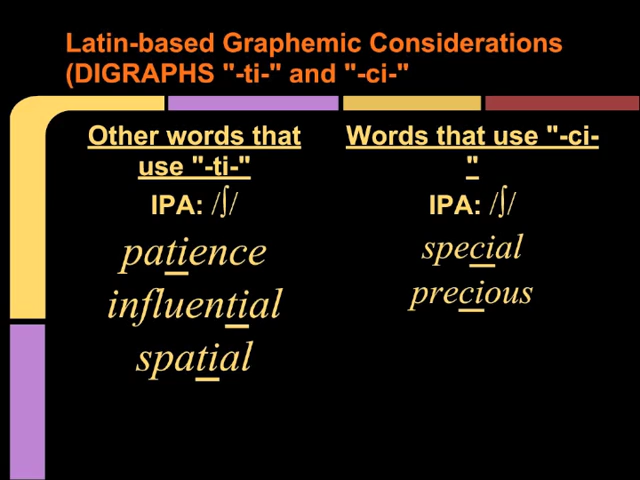 Latin-based Graphemic Considerations
(DIGRAPHS "-ti-" and "-ci-"
Other words that
use "-ti-"
IPA: /ʃ/
patience
influential
spatial
Words that use "-ci-
"
IPA: /ʃ/
special
precious